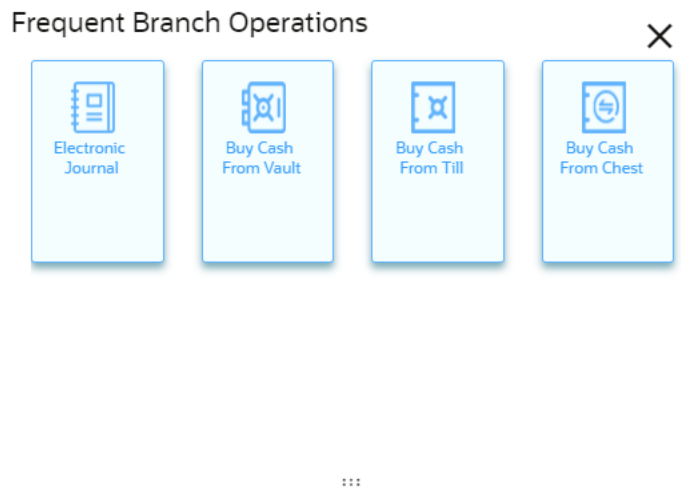 Frequent Branch Operations
Electronic
Journal
Buy Cash
From Vault
Buy Cash
From Till
Buy Cash
From Chest